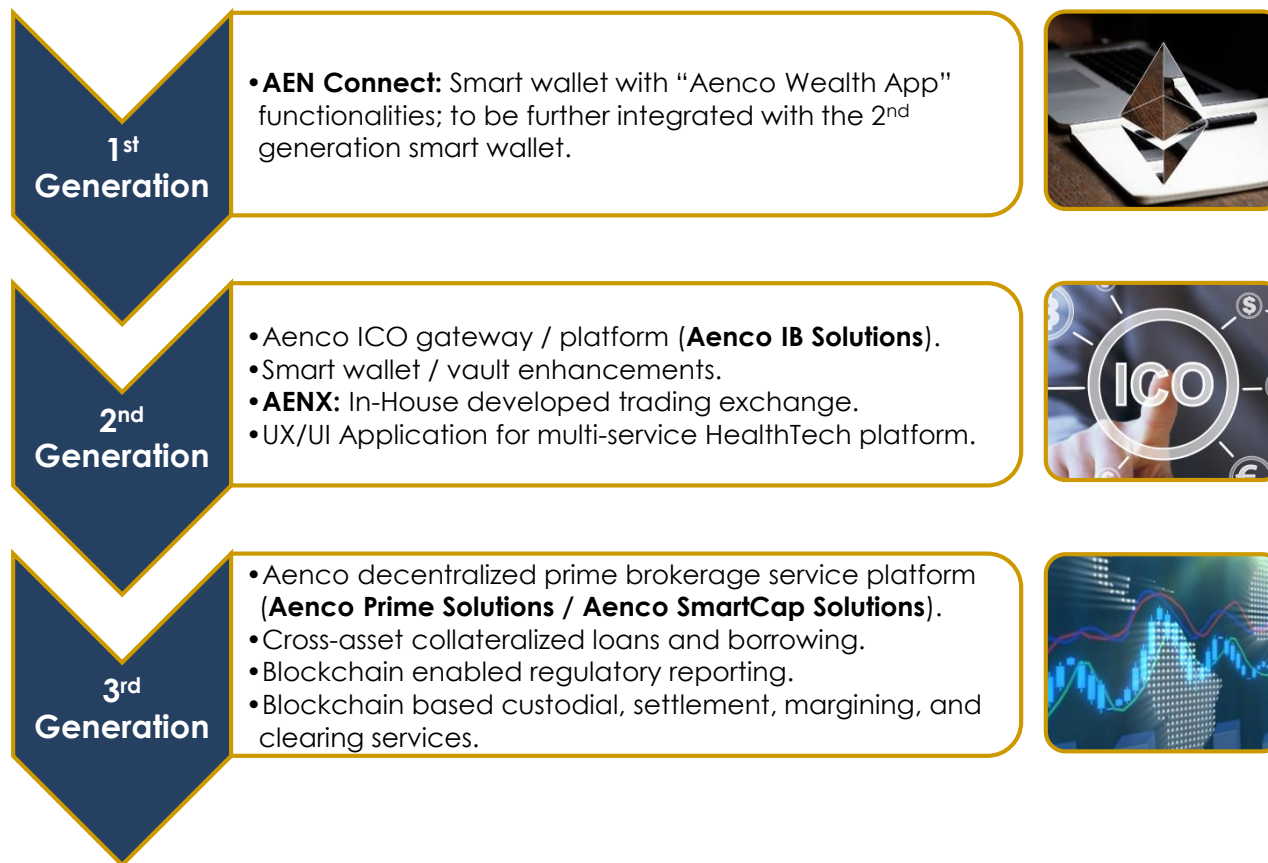 1st
Generation
•AEN Connect: Smart wallet with “Aenco Wealth App”
functionalities; to be further integrated with the 2nd
generation smart wallet.
2nd
Generation
•Aenco ICO gateway / platform (Aenco IB Solutions).
•Smart wallet / vault enhancements.
•AENX: In-House developed trading exchange.
•UX/UI Application for multi-service HealthTech platform.
ICO
$
€
3rd
Generation
•Aenco decentralized prime brokerage service platform
(Aenco Prime Solutions / Aenco SmartCap Solutions).
•Cross-asset collateralized loans and borrowing.
•Blockchain enabled regulatory reporting.
•Blockchain based custodial, settlement, margining, and
clearing services.